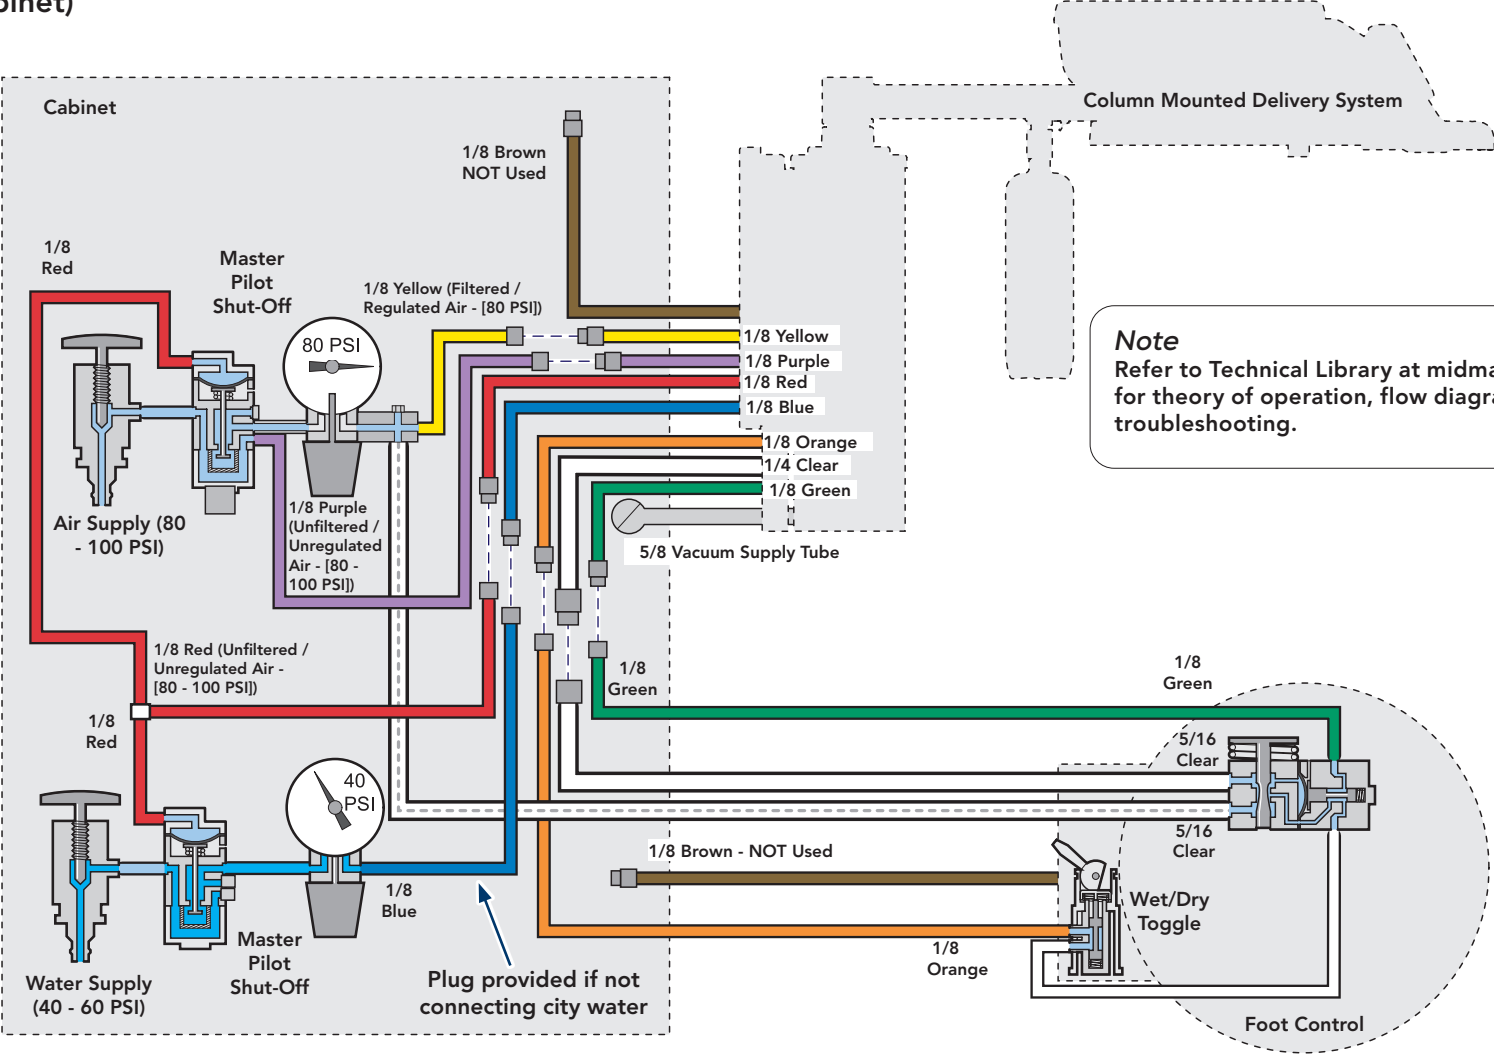 Cabinet
Column Mounted Delivery System
1/8 Brown
NOT Used
1/8
Red
Master
Pilot
Shut-Off
1/8 Yellow (Filtered /
Regulated Air - [80 PSI])
80 PSI
1/8 Yellow
1/8 Purple
1/8 Red
1/8 Blue
1/8 Orange
1/4 Clear
1/8 Green
Note
Refer to Technical Library at
for theory of operation, flow
troubleshooting.
Air Supply (80
- 100 PSI)
1/8 Purple
(Unfiltered /
Unregulated
Air - [80 -
100 PSI])
5/8 Vacuum Supply Tube
1/8 Red (Unfiltered /
Unregulated Air -
[80 - 100 PSI])
1/8
Green
1/8
Green
1/8
Red
5/16
Clear
40
PSI
5/16
Clear
1/8 Brown - NOT Used
1/8
Blue
Wet/Dry
Toggle
Master
Pilot
Shut-Off
1/8
Orange
Water Supply
(40 - 60 PSI)
Plug provided if not
connecting city water
Foot Control